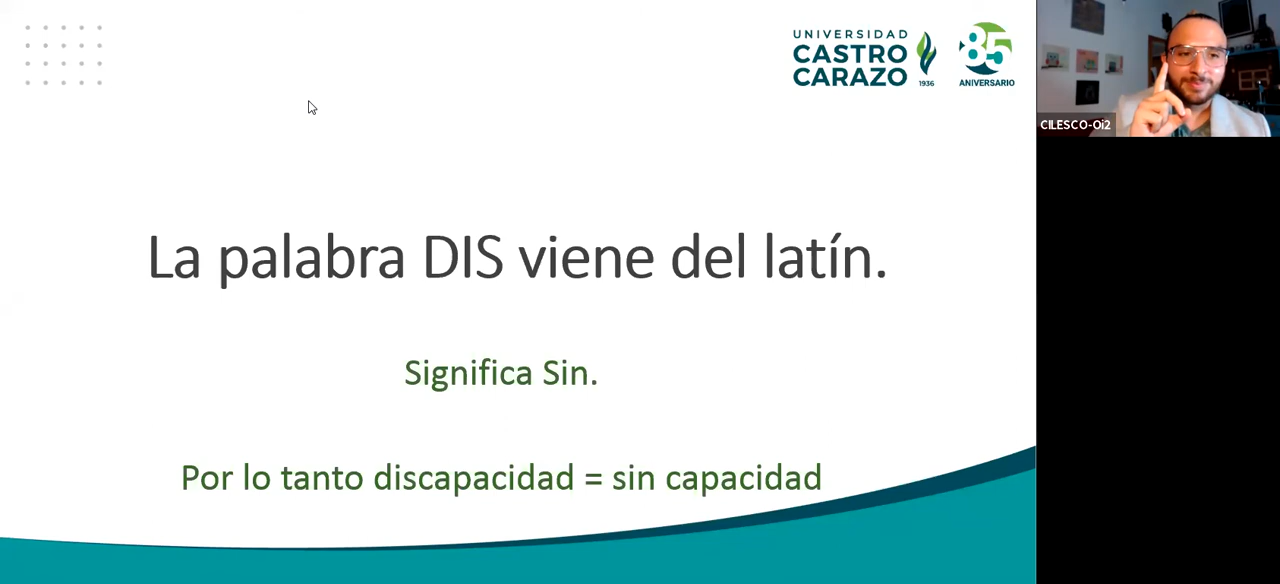 UNIVERSIDAD
CASTRO
CARAZO
1936
85
ANIVERSARIO
CILESCO-Oi2
La palabra DIS viene del latín.
Significa Sin.
Por lo tanto discapacidad = sin capacidad